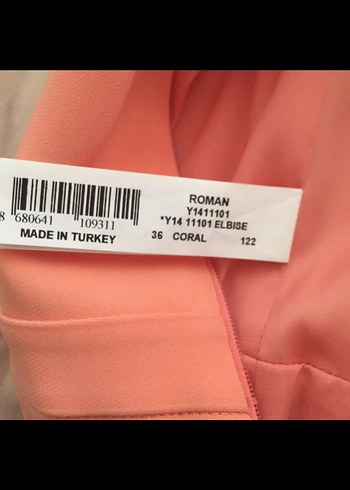 8 680641 109311
MADE IN TURKEY
ROMAN
Y1411101
*Y14 11101 ELBISE
36 CORAL 122